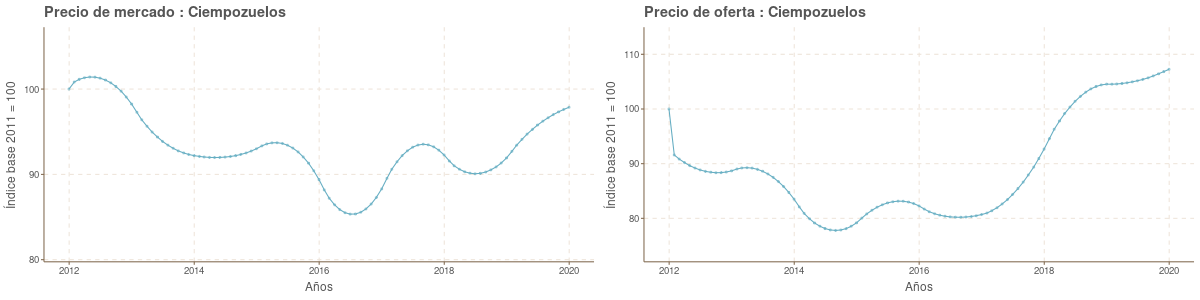 Precio de mercado : Ciempozuelos
Índice base 2011 = 100
100
90
80
2012 2014 2016 2018 2020
Años
Precio de oferta : Ciempozuelos
Índice base 2011 = 100
110
100
90
80
2012 2014 2016 2018 2020
Años